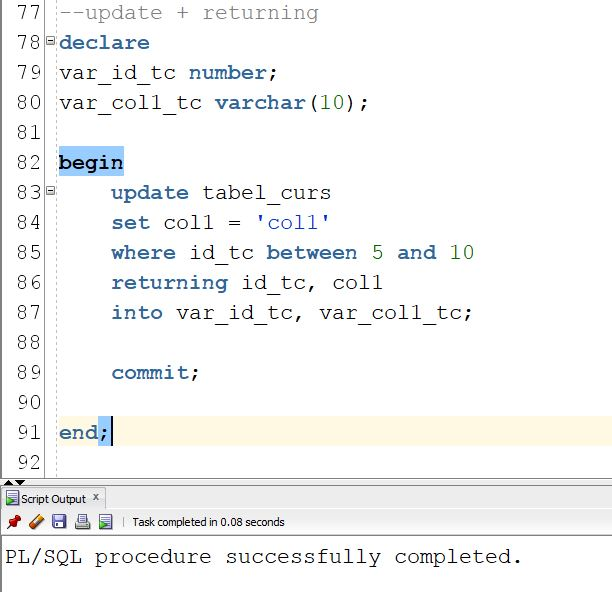 77 --update + returning
78 declare
79 var_id_tc number;
80 var_col1_tc varchar(10);
81
82 begin
83 update tabel_curs
84 set col1 = 'col1'
85 where id_tc between 5 and 10
86 returning id_tc, col1
87 into var_id_tc, var_col1_tc;
88
89 commit;
90
91 end;
92
Script Output x
Task completed in 0.08 seconds
PL/SQL procedure successfully completed.